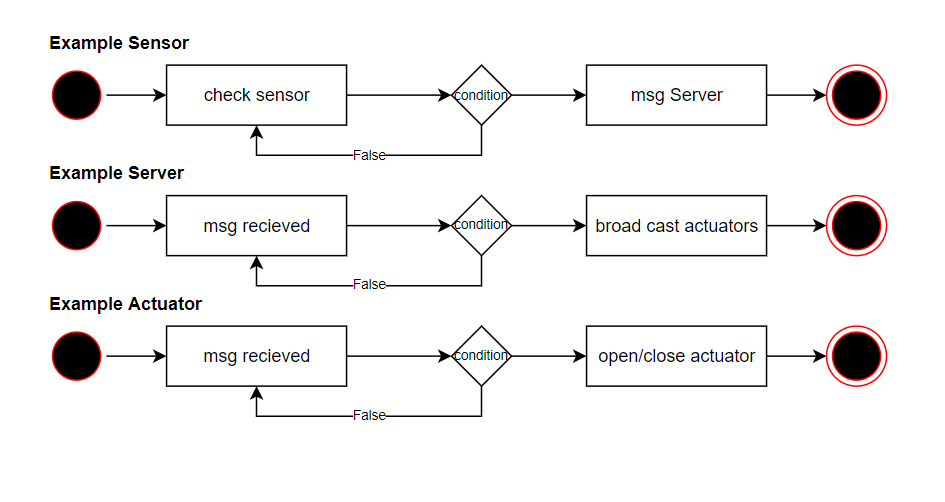 Example Sensor
check sensor
condition
msg Server
False
Example Server
msg recieved
condition
broad cast actuators
False
Example Actuator
msg recieved
condition
open/close actuator
False